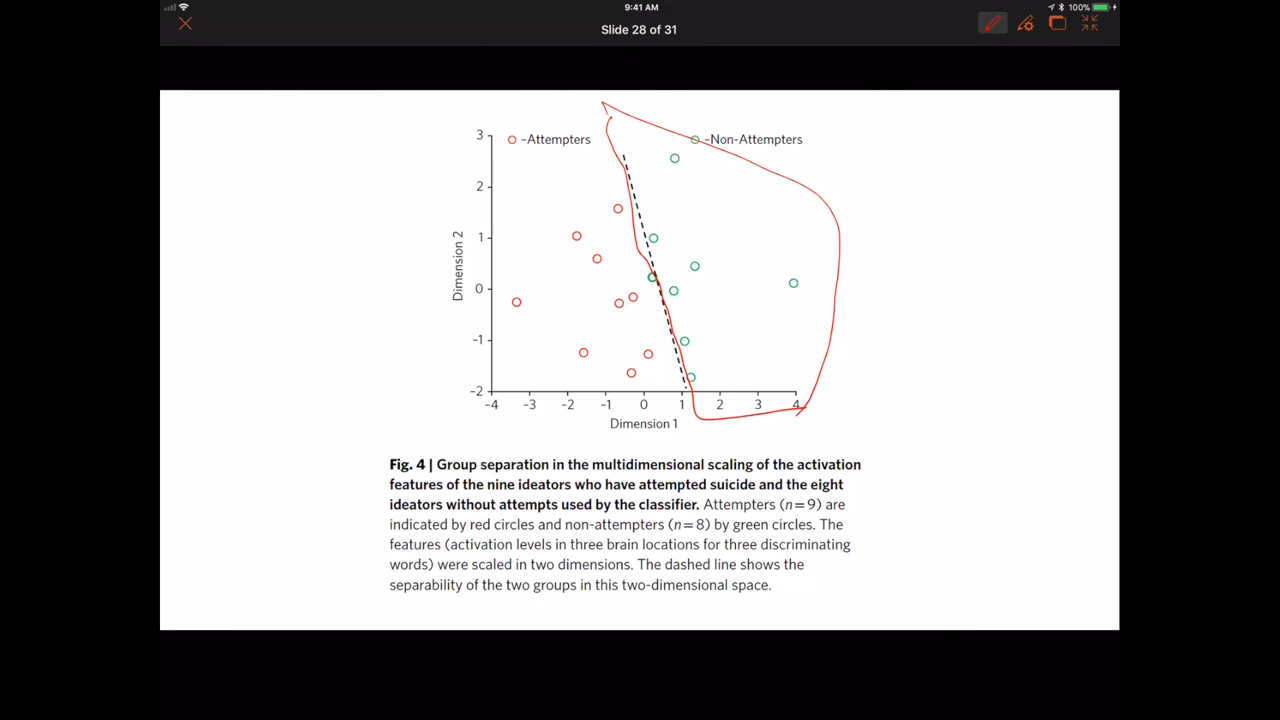 9:41 AM
100%
Slide 28 of 31
-Attempters
-Non-Attempters
3
2
1
0
-1
-2
Dimension 2
-4 -3 -2 -1 0 1 2 3 4
Dimension 1
Fig. 4 | Group separation in the multidimensional scaling of the activation
features of the nine ideators who have attempted suicide and the eight
ideators without attempts used by the classifier. Attempters (n=9) are
indicated by red circles and non-attempters (n=8) by green circles. The
features (activation levels in three brain locations for three discriminating
words) were scaled in two dimensions. The dashed line shows the
separability of the two groups in this two-dimensional space.